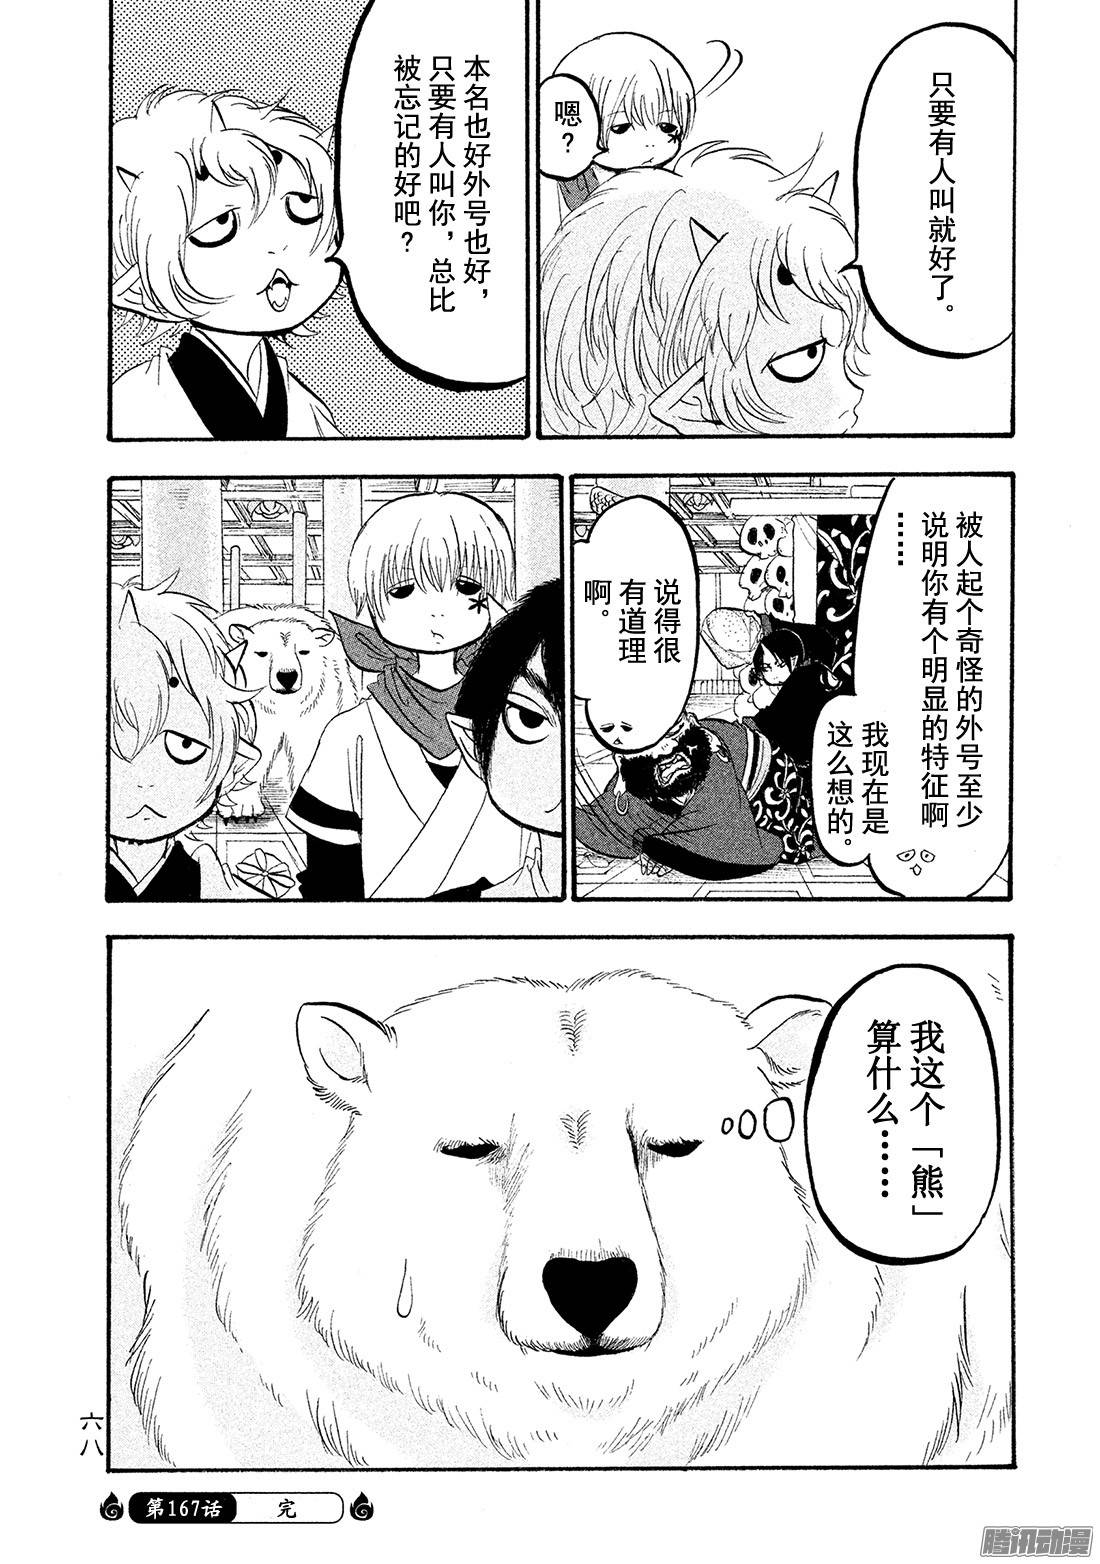 只要有人叫就好了。
嗯？
本名也好外号也好，
只要有人叫你，总比
被忘记的好吧？
被人起个奇怪的外号至少
说明你有个明显的特征啊
……
我现在是
这么想的。
说得很
有道理
啊。
我这个「熊」
算什么……
六八
第167话 完
腾讯动漫